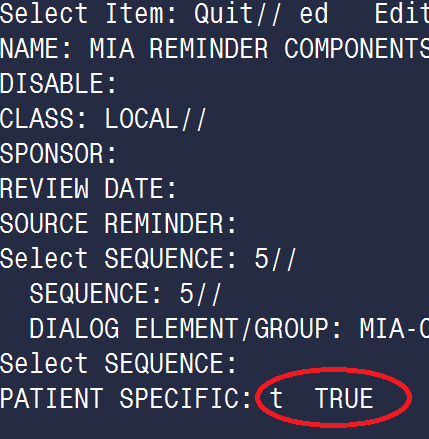 Select Item: Quit// ed   Edit
NAME: MIA REMINDER COMPONENTS
DISABLE:
CLASS: LOCAL//
SPONSOR:
REVIEW DATE:
SOURCE REMINDER:
Select SEQUENCE: 5//
  SEQUENCE: 5//
  DIALOG ELEMENT/GROUP: MIA-
Select SEQUENCE:
PATIENT SPECIFIC: t  TRUE